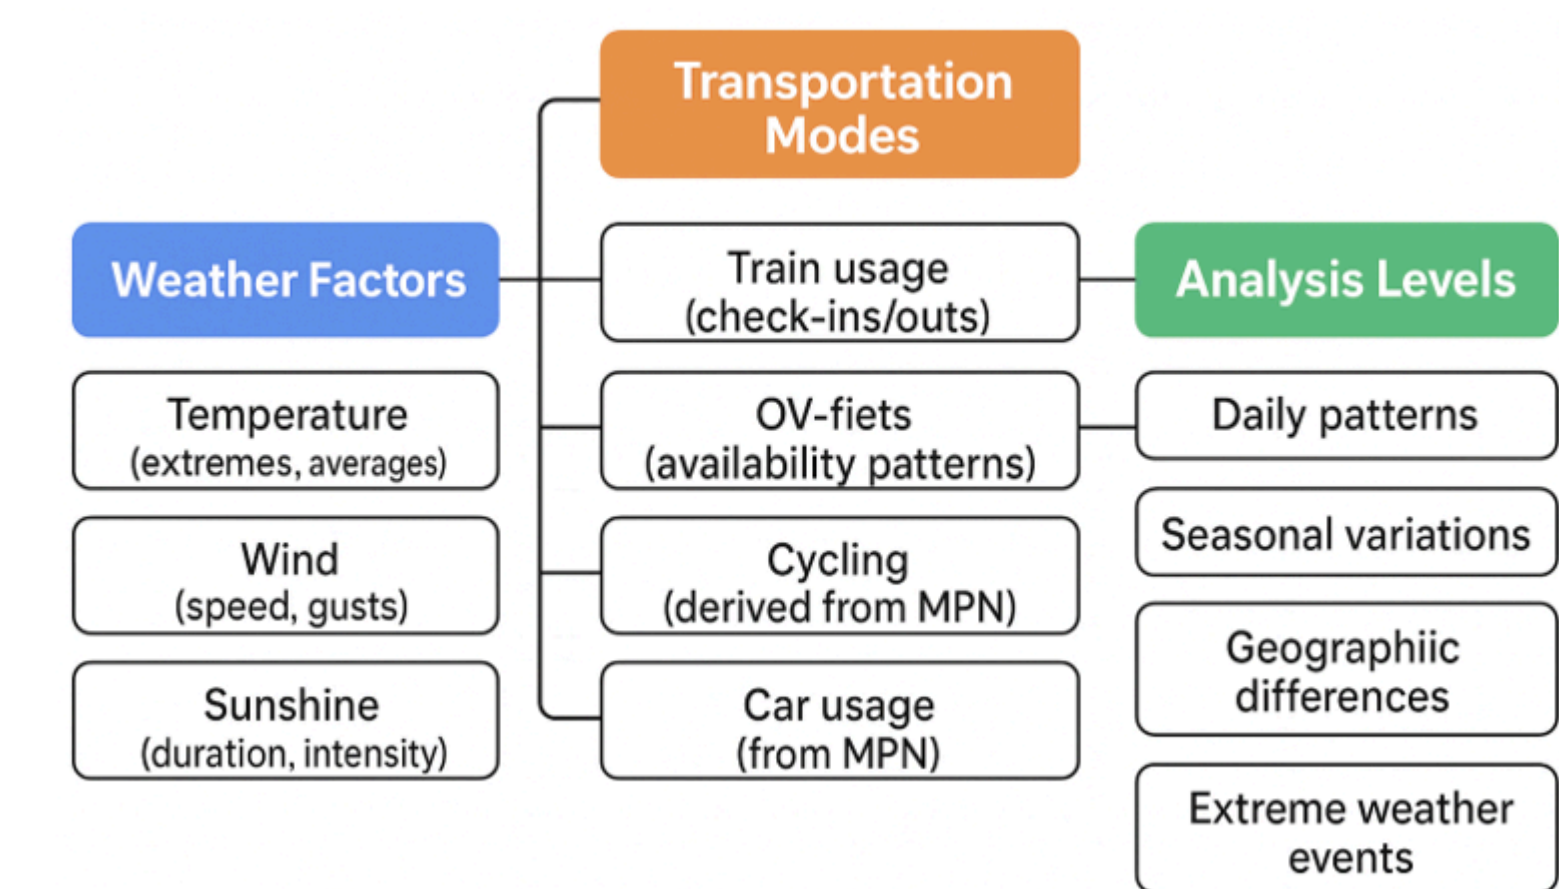 Transportation
Modes
Weather Factors
Temperature
(extremes, averages)
Wind
(speed, gusts)
Sunshine
(duration, intensity)
Train usage
(check-ins/outs)
OV-fiets
(availability patterns)
Cycling
(derived from MPN)
Car usage
(from MPN)
Analysis Levels
Daily patterns
Seasonal variations
Geographiic
differences
Extreme weather
events